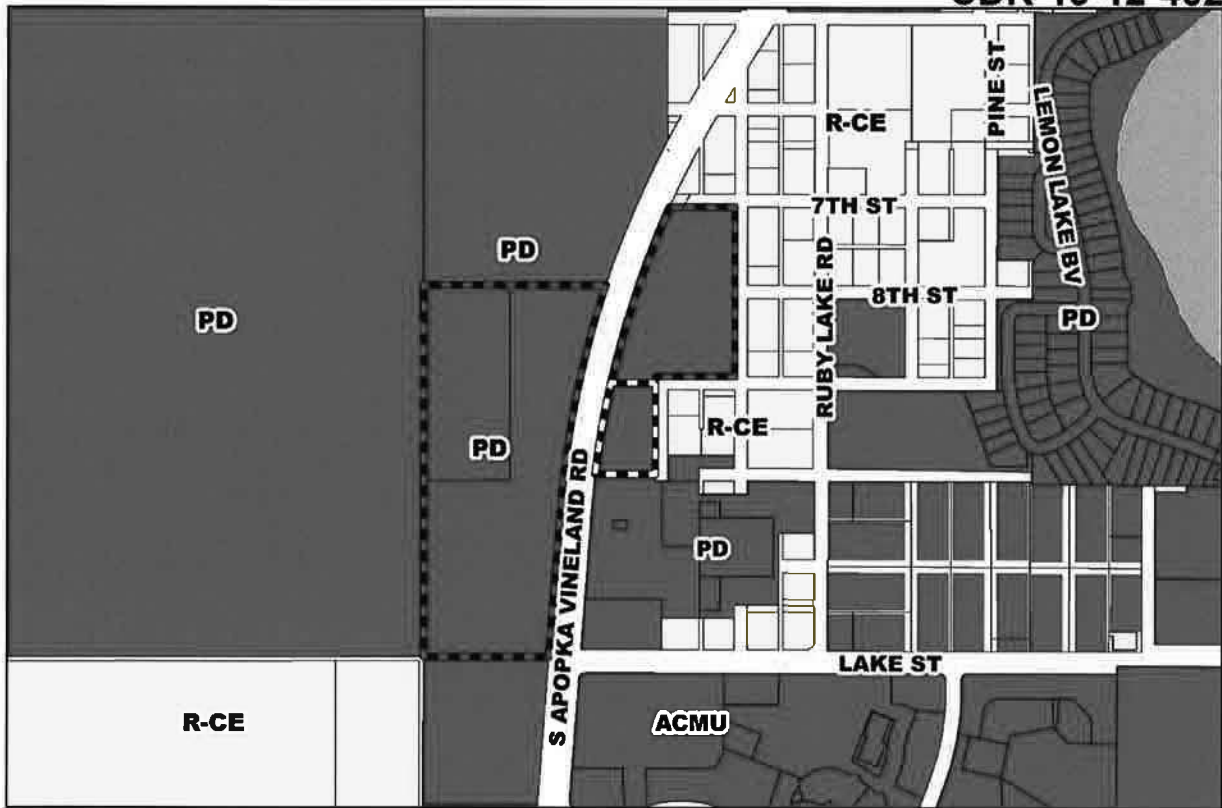 PINE ST
R-CE
LEMON LAKE BV
7TH ST
PD
RUBY LAKE RD
8TH ST
PD
PD
R-CE
PD
S APOPKA VINELAND RD
PD
LAKE ST
R-CE
ACMU